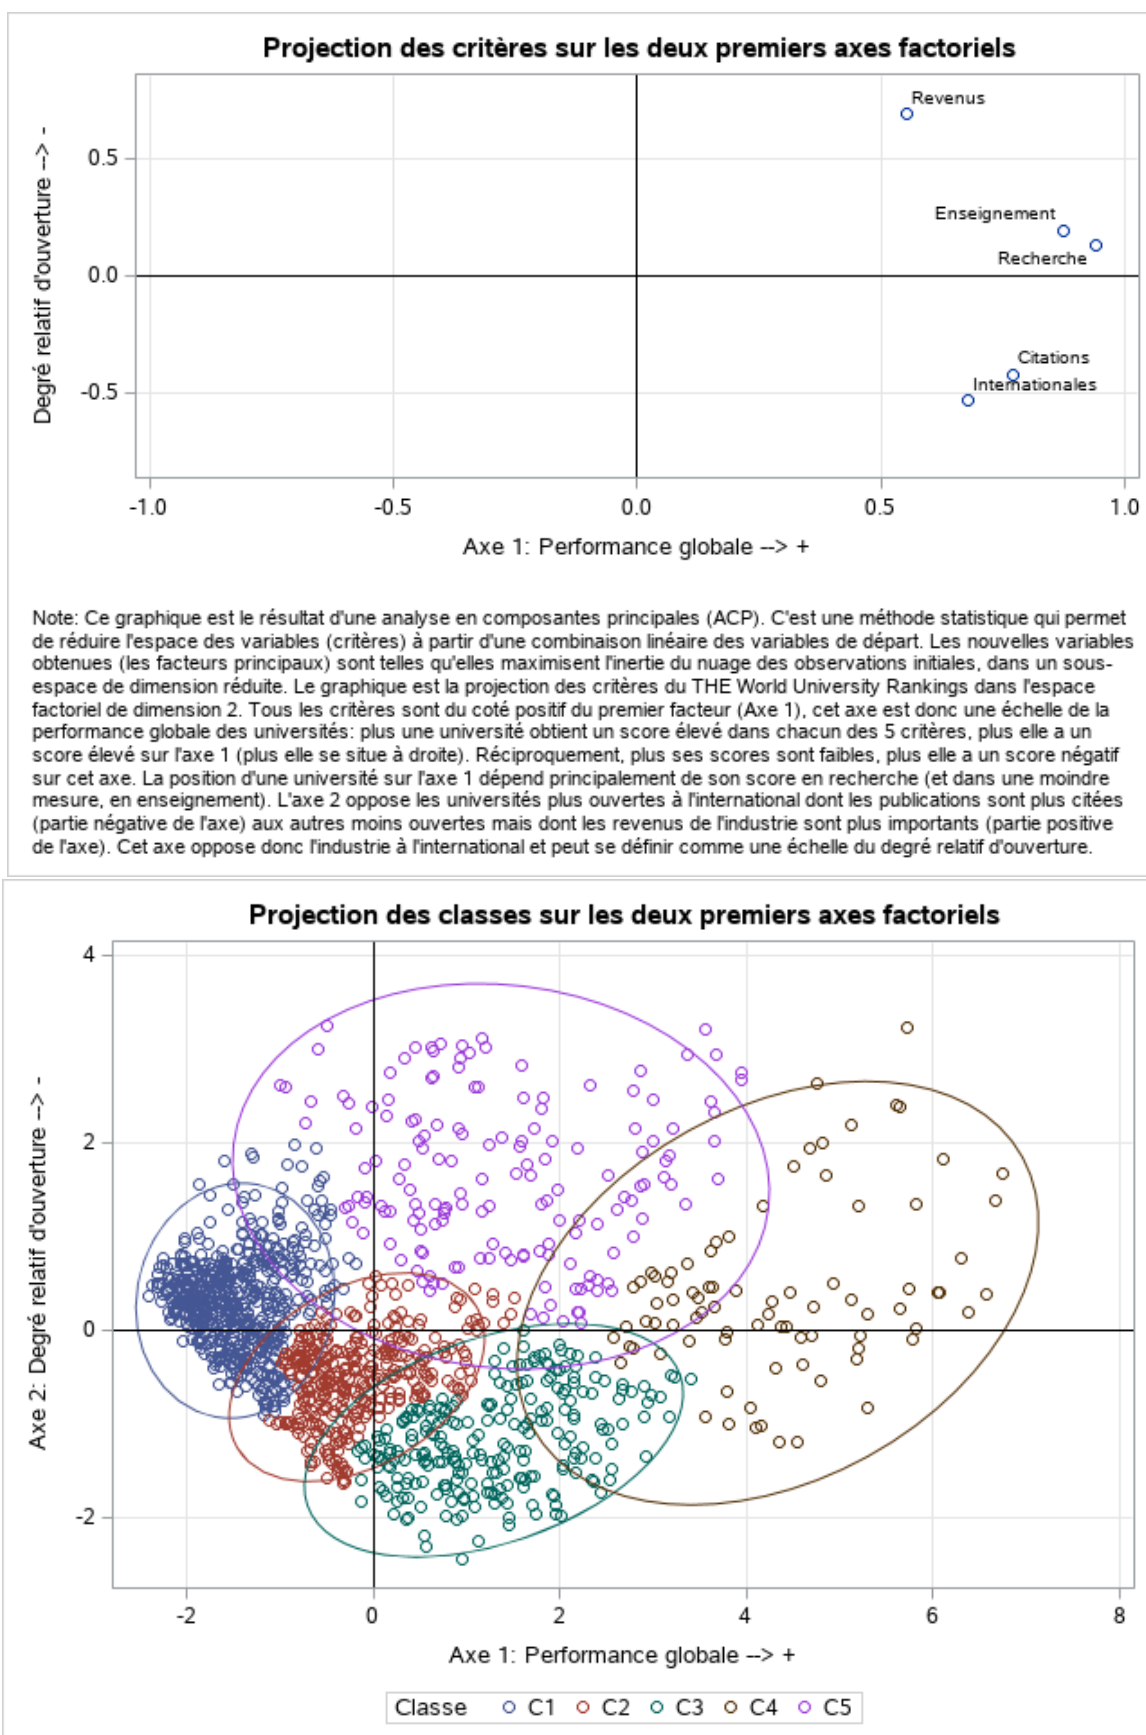 Projection des critères sur les deux premiers axes factoriels
Degré relatif d'ouverture --> -
0.5
0.0
-0.5
Revenus
Enseignement
Recherche
Citations
Internationales
-1.0 -0.5 0.0 0.5 1.0
Axe 1: Performance globale --> +
Note: Ce graphique est le résultat d'une analyse en composantes principales (ACP). C'est une méthode statistique qui permet
de réduire l'espace des variables (critères) à partir d'une combinaison linéaire des variables de départ. Les nouvelles variables
obtenues (les facteurs principaux) sont telles qu'elles maximisent l'inertie du nuage des observations initiales, dans un sous-
espace de dimension réduite. Le graphique est la projection des critères du THE World University Rankings dans l'espace
factoriel de dimension 2. Tous les critères sont du coté positif du premier facteur (Axe 1), cet axe est donc une échelle de la
performance globale des universités: plus une université obtient un score élevé dans chacun des 5 critères, plus elle a un
score élevé sur l'axe 1 (plus elle se situe à droite). Réciproquement, plus ses scores sont faibles, plus elle a un score négatif
sur cet axe. La position d'une université sur l'axe 1 dépend principalement de son score en recherche (et dans une moindre
mesure, en enseignement). L'axe 2 oppose les universités plus ouvertes à l'international dont les publications sont plus citées
(partie négative de l'axe) aux autres moins ouvertes mais dont les revenus de l'industrie sont plus importants (partie positive
de l'axe). Cet axe oppose donc l'industrie à l'international et peut se définir comme une échelle du degré relatif d'ouverture.
Projection des classes sur les deux premiers axes factoriels
Axe 2: Degré relatif d'ouverture --> -
4
2
0
-2
-2 0 2 4 6 8
Axe 1: Performance globale --> +
Classe C1 C2 C3 C4 C5